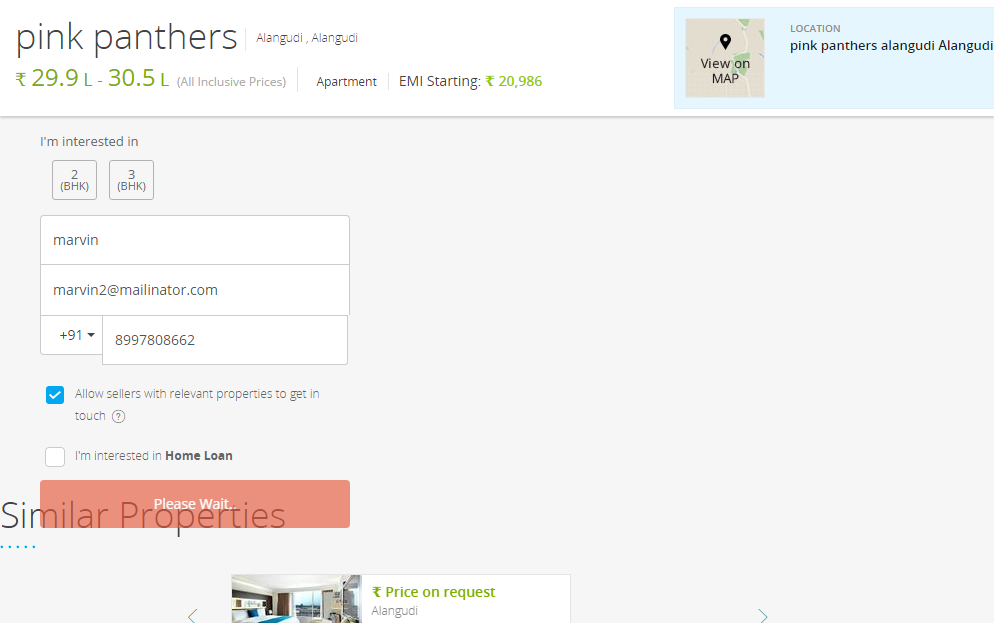 pink panthers Alangudi , Alangudi
₹ 29.9 L - 30.5 L (All Inclusive Prices) Apartment EMI Starting: ₹ 20,986
View on
MAP
LOCATION
pink panthers alangudi Alangudi
I'm interested in
2
(BHK)
3
(BHK)
marvin
marvin2@mailinator.com
+91 8997808662
Allow sellers with relevant properties to get in
touch ?
I'm interested in Home Loan
Please Wait..
Similar Properties
₹ Price on request
Alangudi